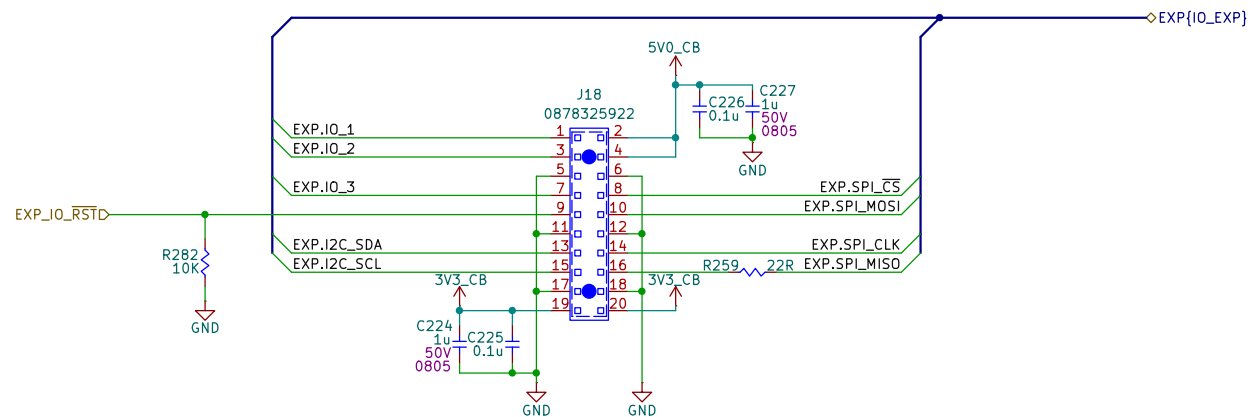 EXP{IO_EXP}
5V0_CB
J18
0878325922
C226
0.1u
C227
1u
50V
0805
GND
EXP.IO_1
1
2
EXP.IO_2
3
4
5
6
EXP.IO_3
7
8
EXP.SPI_CS
EXP_IO_RST
9
10
EXP.SPI_MOSI
11
12
EXP.I2C_SDA
13
14
EXP.SPI_CLK
R282
10K
EXP.I2C_SCL
15
16
R259
22R
EXP.SPI_MISO
3V3_CB
17
18
3V3_CB
19
20
GND
C224
1u
50V
0805
C225
0.1u
GND
GND